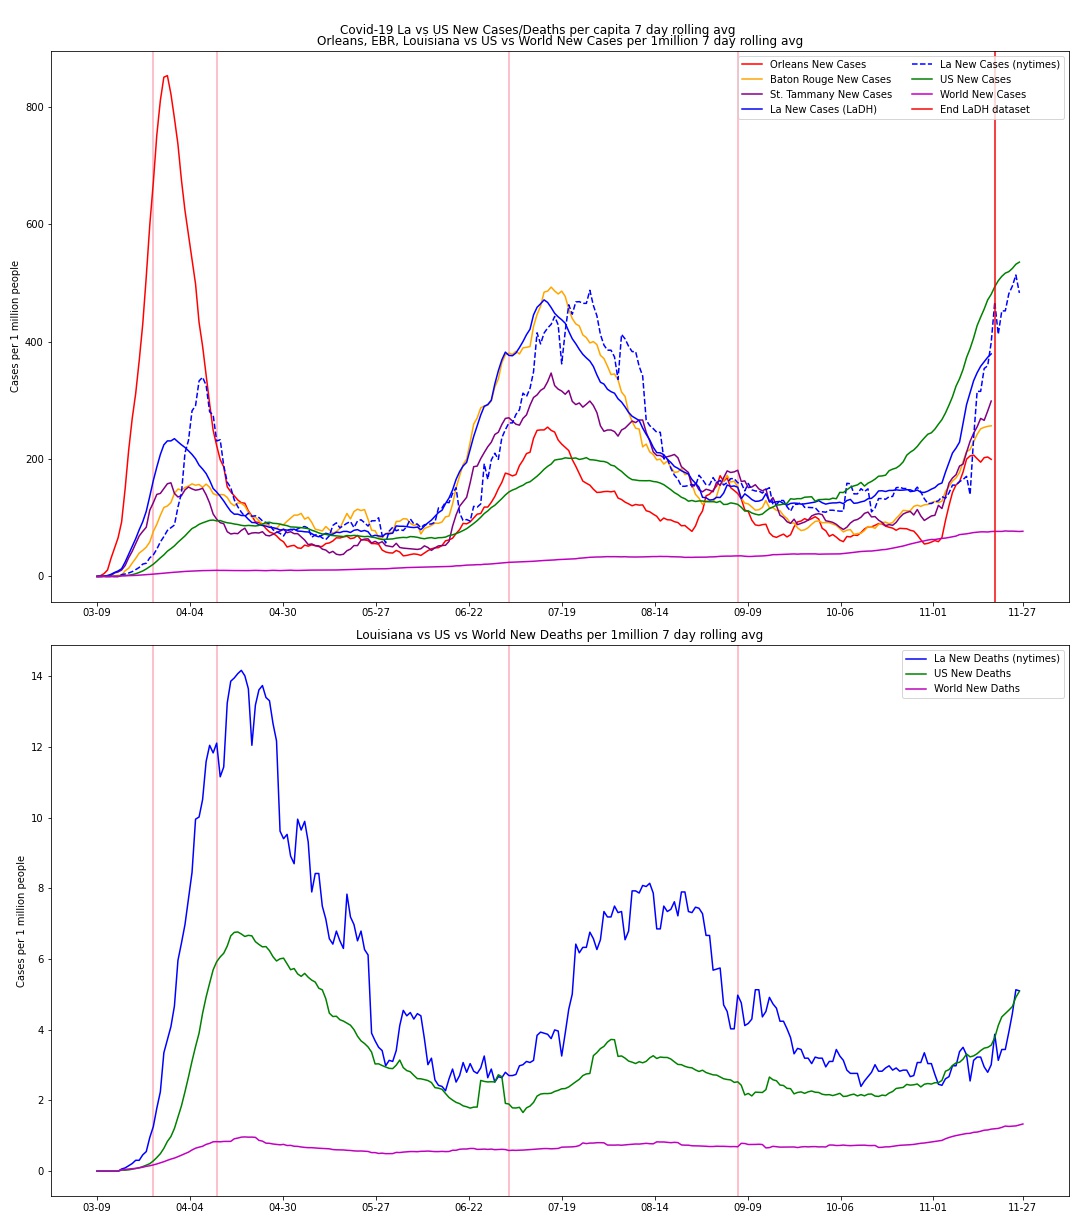 Covid-19 La vs US New Cases/Deaths per capita 7 day rolling avg
Orleans, EBR, Louisiana vs US vs World New Cases per 1million 7 day rolling avg
Orleans New Cases
Baton Rouge New Cases
St. Tammany New Cases
La New Cases (LaDH)
La New Cases (nytimes)
US New Cases
World New Cases
End LaDH dataset
Cases per 1 million people
800
600
400
200
0
03-09 04-04 04-30 05-27 06-22 07-19 08-14 09-09 10-06 11-01 11-27
Louisiana vs US vs World New Deaths per 1million 7 day rolling avg
La New Deaths (nytimes)
US New Deaths
World New Daths
Cases per 1 million people
14
12
10
8
6
4
2
0
03-09 04-04 04-30 05-27 06-22 07-19 08-14 09-09 10-06 11-01 11-27